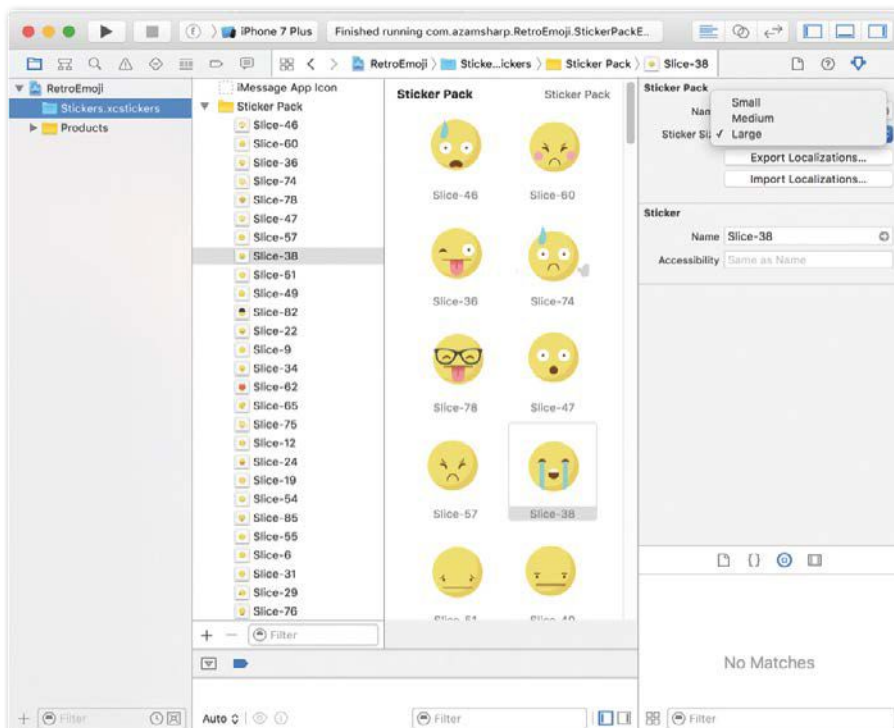 iPhone 7 Plus
Finished running com.azamsharp.RetroEmoji.StickerPackE..
RetroEmoji
Sticke...ickers
Sticker Pack
Slice-38
RetroEmoji
Stickers.xcstickers
Products
iMessage App Icon
Sticker Pack
Slice-46
Slice-60
Slice-36
Slice-74
Slice-78
Slice-47
Slice-57
Slice-38
Slice-51
Slice-49
Slice-82
Slice-22
Slice-9
Slice-34
Slice-62
Slice-65
Slice-75
Slice-12
Slice-24
Slice-19
Slice-54
Slice-85
Slice-55
Slice-6
Slice-31
Slice-29
Slice-76
Filter
Sticker Pack Sticker Pack
Slice-46 Slice-60
Slice-36 Slice-74
Slice-78 Slice-47
Slice-57 Slice-38
Slice-51 Slice-49
Sticker Pack
Small
Medium
✓ Large
Export Localizations...
Import Localizations...
Sticker
Name Slice-38
Accessibility Same as Name
No Matches
Filter
Auto
Filter
Filter